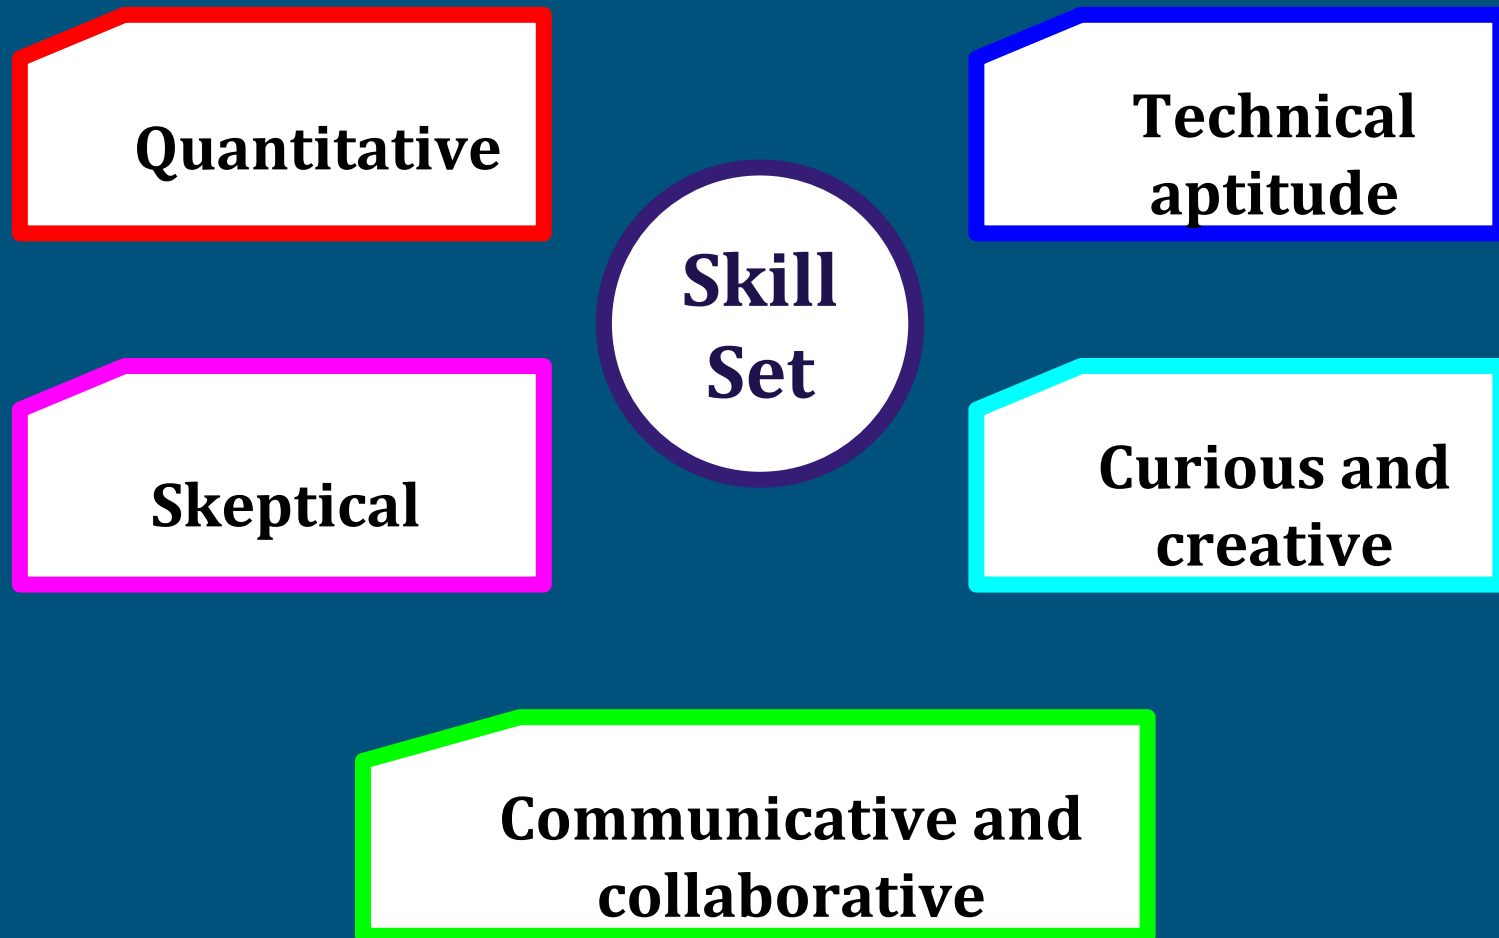 Quantitative
Technical
aptitude
Skill
Set
Skeptical
Curious and
creative
Communicative and
collaborative